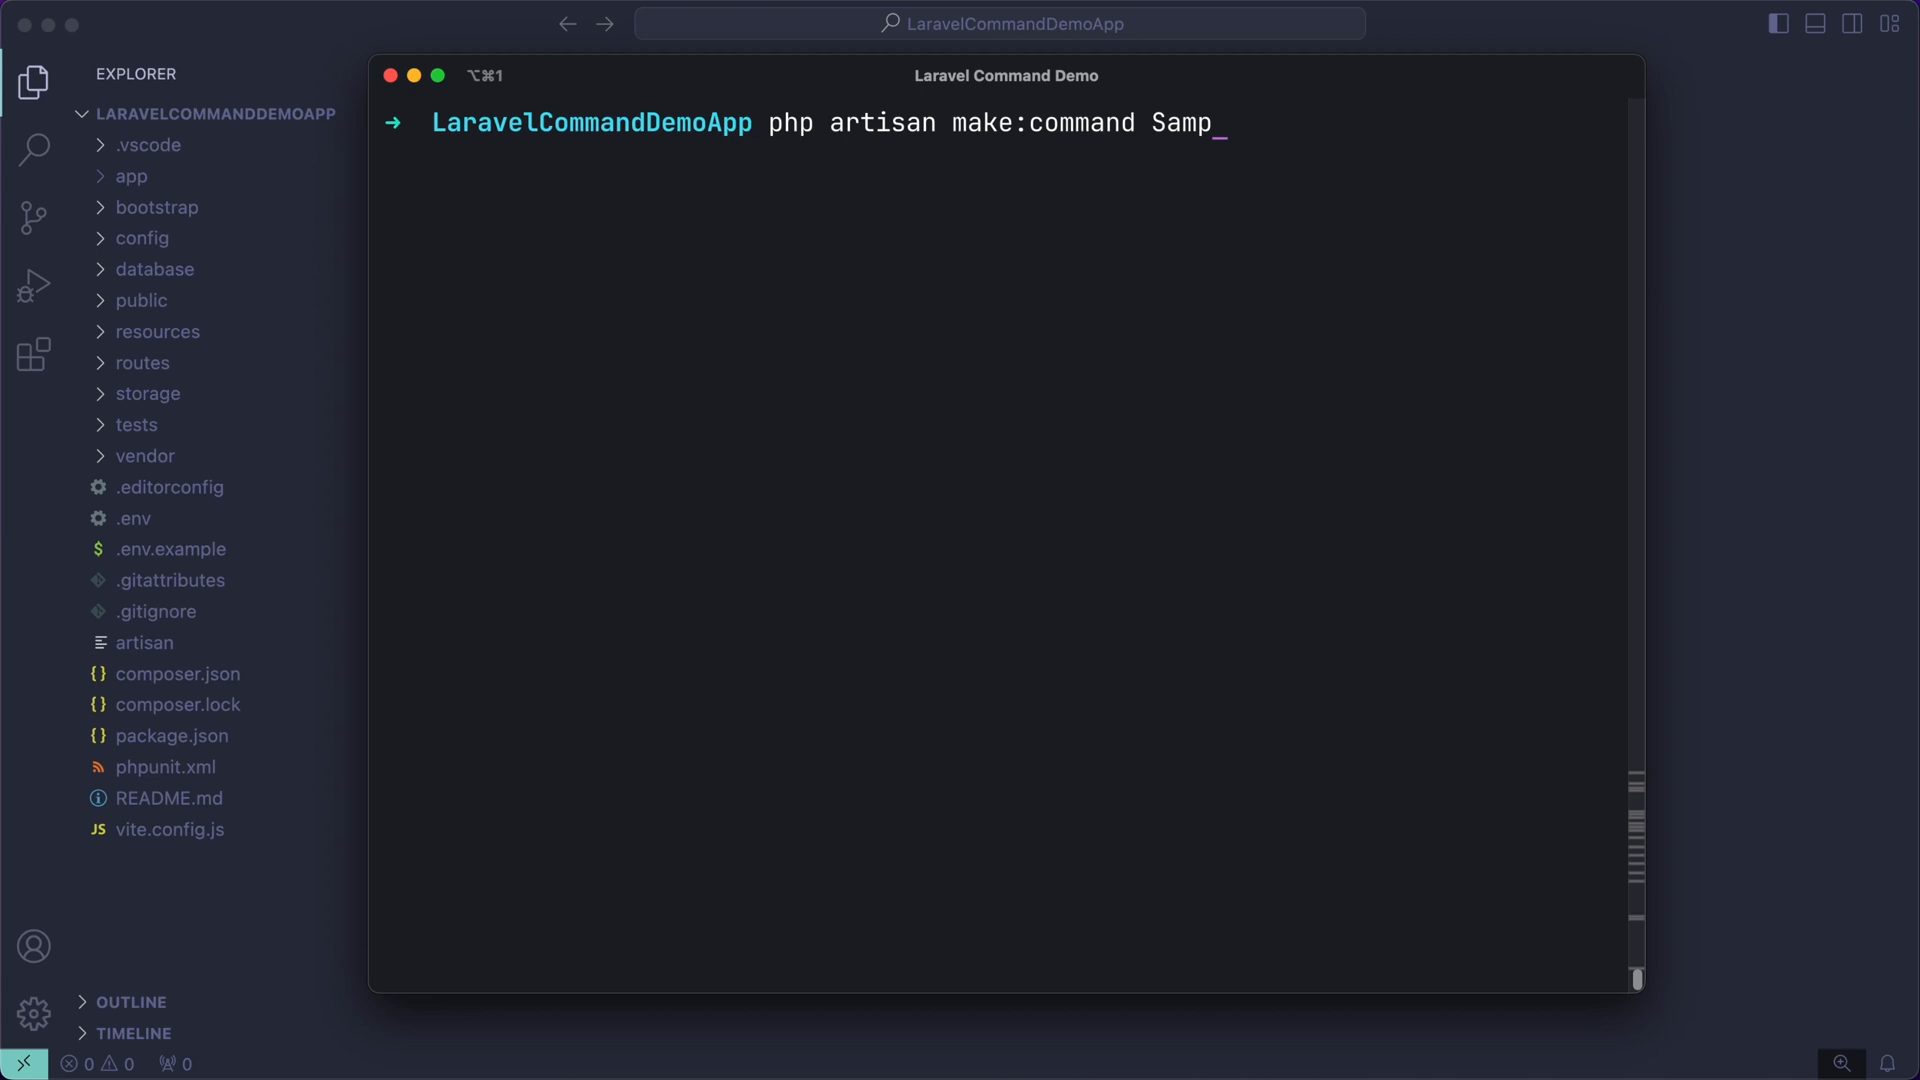 LaravelCommandDemoApp
EXPLORER
LARAVELCOMMANDDEMOAPP
.vscode
app
bootstrap
config
database
public
resources
routes
storage
tests
vendor
.editorconfig
.env
$ .env.example
.gitattributes
.gitignore
artisan
{} composer.json
{} composer.lock
{} package.json
phpunit.xml
README.md
JS vite.config.js
OUTLINE
TIMELINE
0 0 0
⌥⌘1 Laravel Command Demo
➜ LaravelCommandDemoApp php artisan make:command Samp_